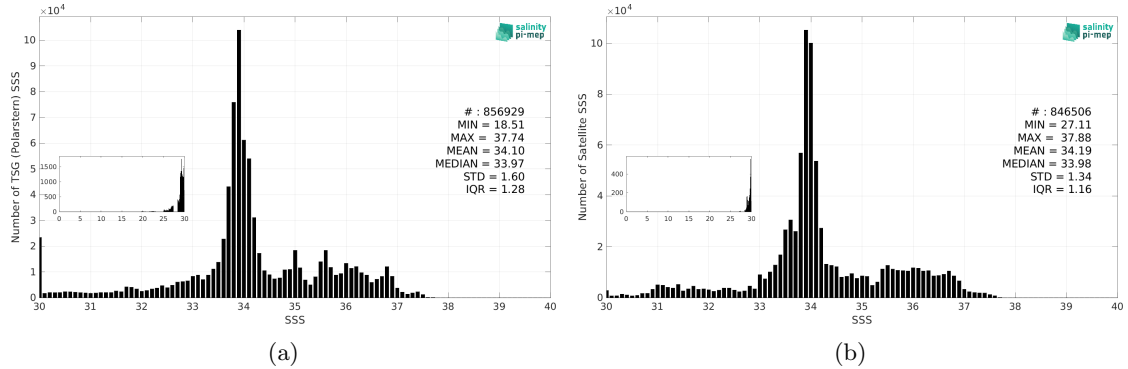 ×10⁴
10
8
6
4
2
0
Number of TSG (Polarstern) SSS
salinity
pi-mep
# : 856929
MIN = 18.51
MAX = 37.74
MEAN = 34.10
MEDIAN = 33.97
STD = 1.60
IQR = 1.28
1500
1000
500
0
0 5 10 15 20 25 30
30 31 32 33 34 35 36 37 38 39 40
SSS
(a)
×10⁴
10
8
6
4
2
0
Number of Satellite SSS
salinity
pi-mep
# : 846506
MIN = 27.11
MAX = 37.88
MEAN = 34.19
MEDIAN = 33.98
STD = 1.34
IQR = 1.16
400
200
0
0 5 10 15 20 25 30
30 31 32 33 34 35 36 37 38 39 40
SSS
(b)